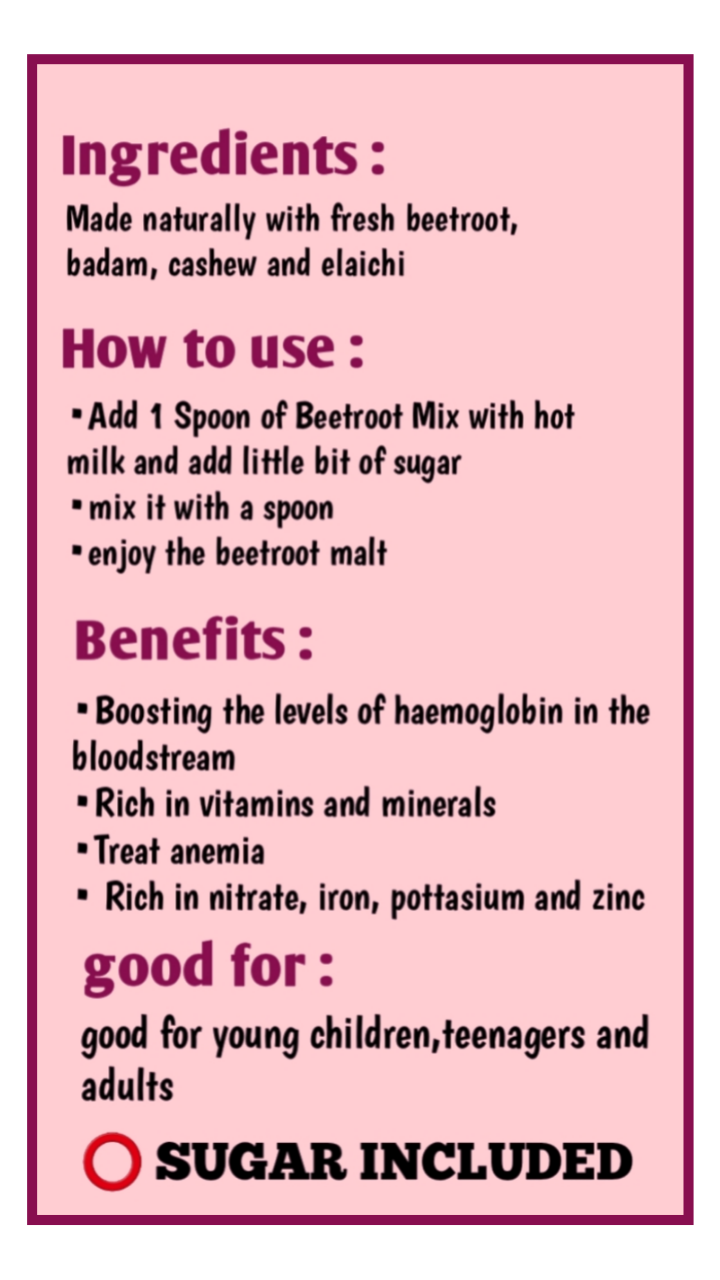 Ingredients :
Made naturally with fresh beetroot,
badam, cashew and elaichi
How to use :
▪Add 1 Spoon of Beetroot Mix with hot
milk and add little bit of sugar
▪mix it with a spoon
▪enjoy the beetroot malt
Benefits :
▪Boosting the levels of haemoglobin in the
bloodstream
▪Rich in vitamins and minerals
▪Treat anemia
▪ Rich in nitrate, iron, pottasium and zinc
good for :
good for young children,teenagers and
adults
⭕ SUGAR INCLUDED